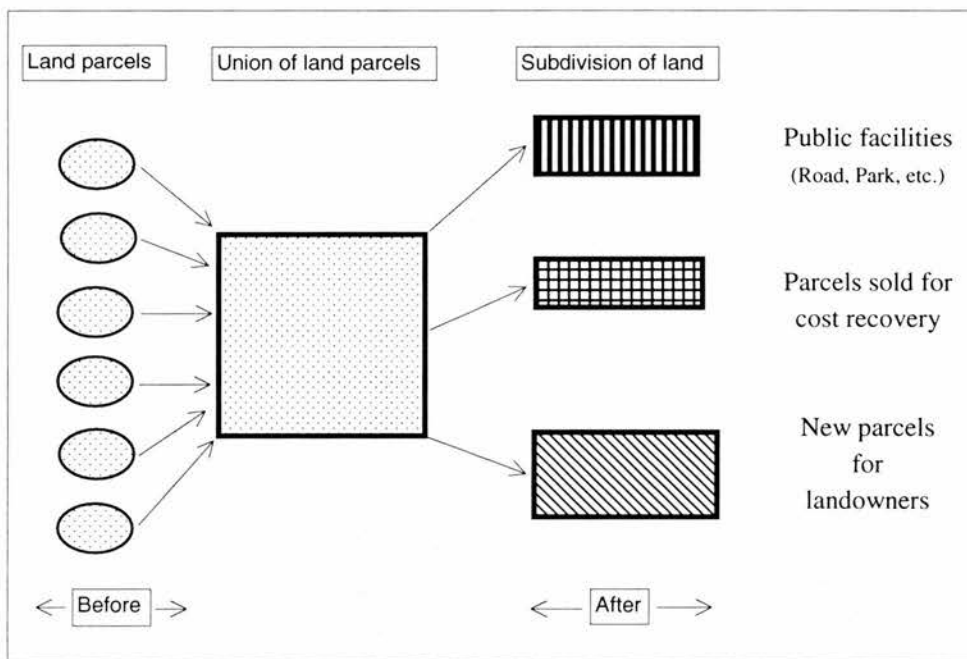 Land parcels
Union of land parcels
Subdivision of land
Public facilities
(Road, Park, etc.)
Parcels sold for
cost recovery
New parcels
for
landowners
Before
After